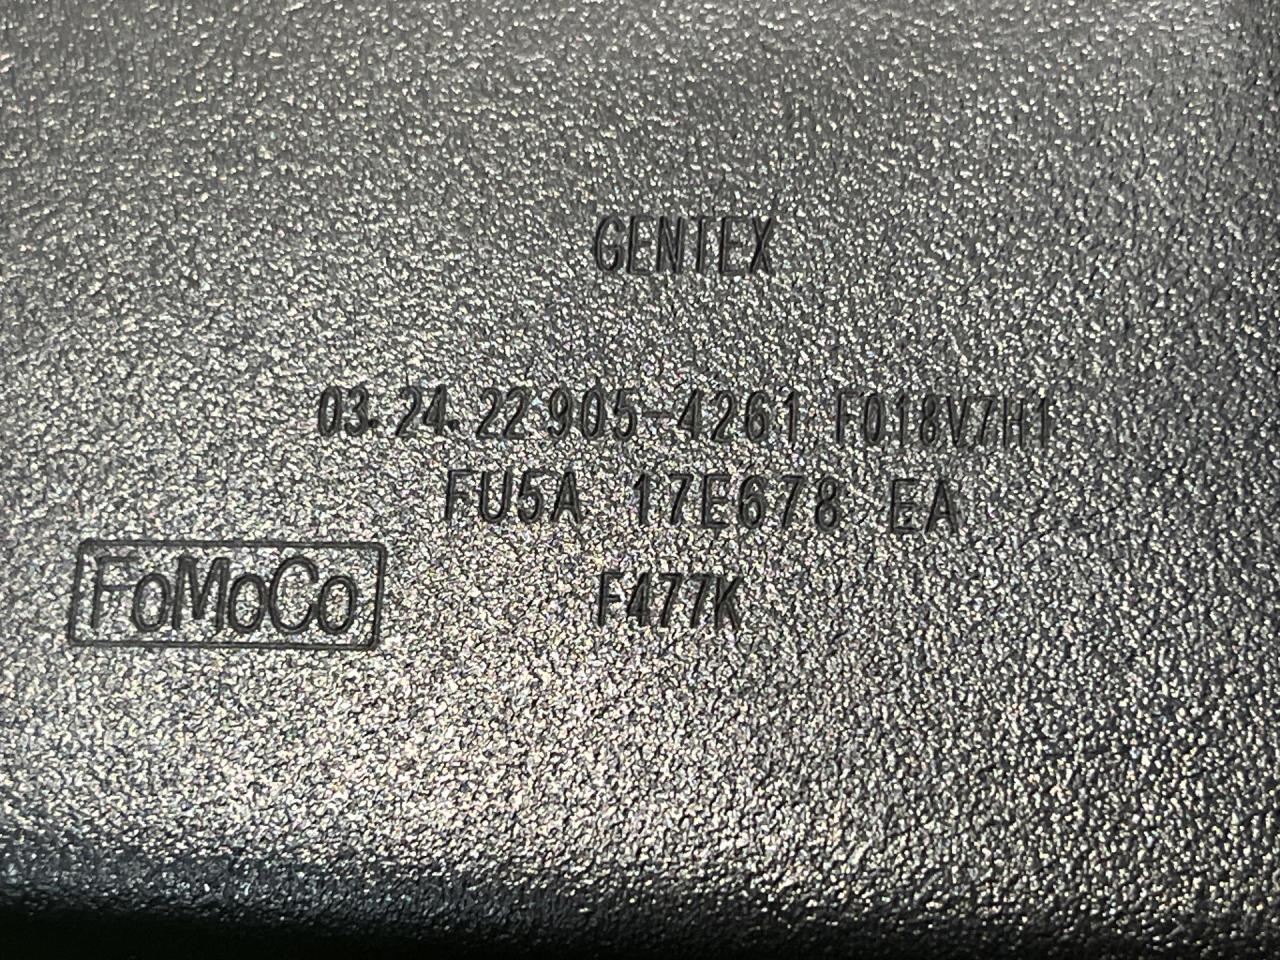 GENTEX
03.24.22 905-4261 F018V7H1
FU5A 17E678 EA
FoMoCo F477K